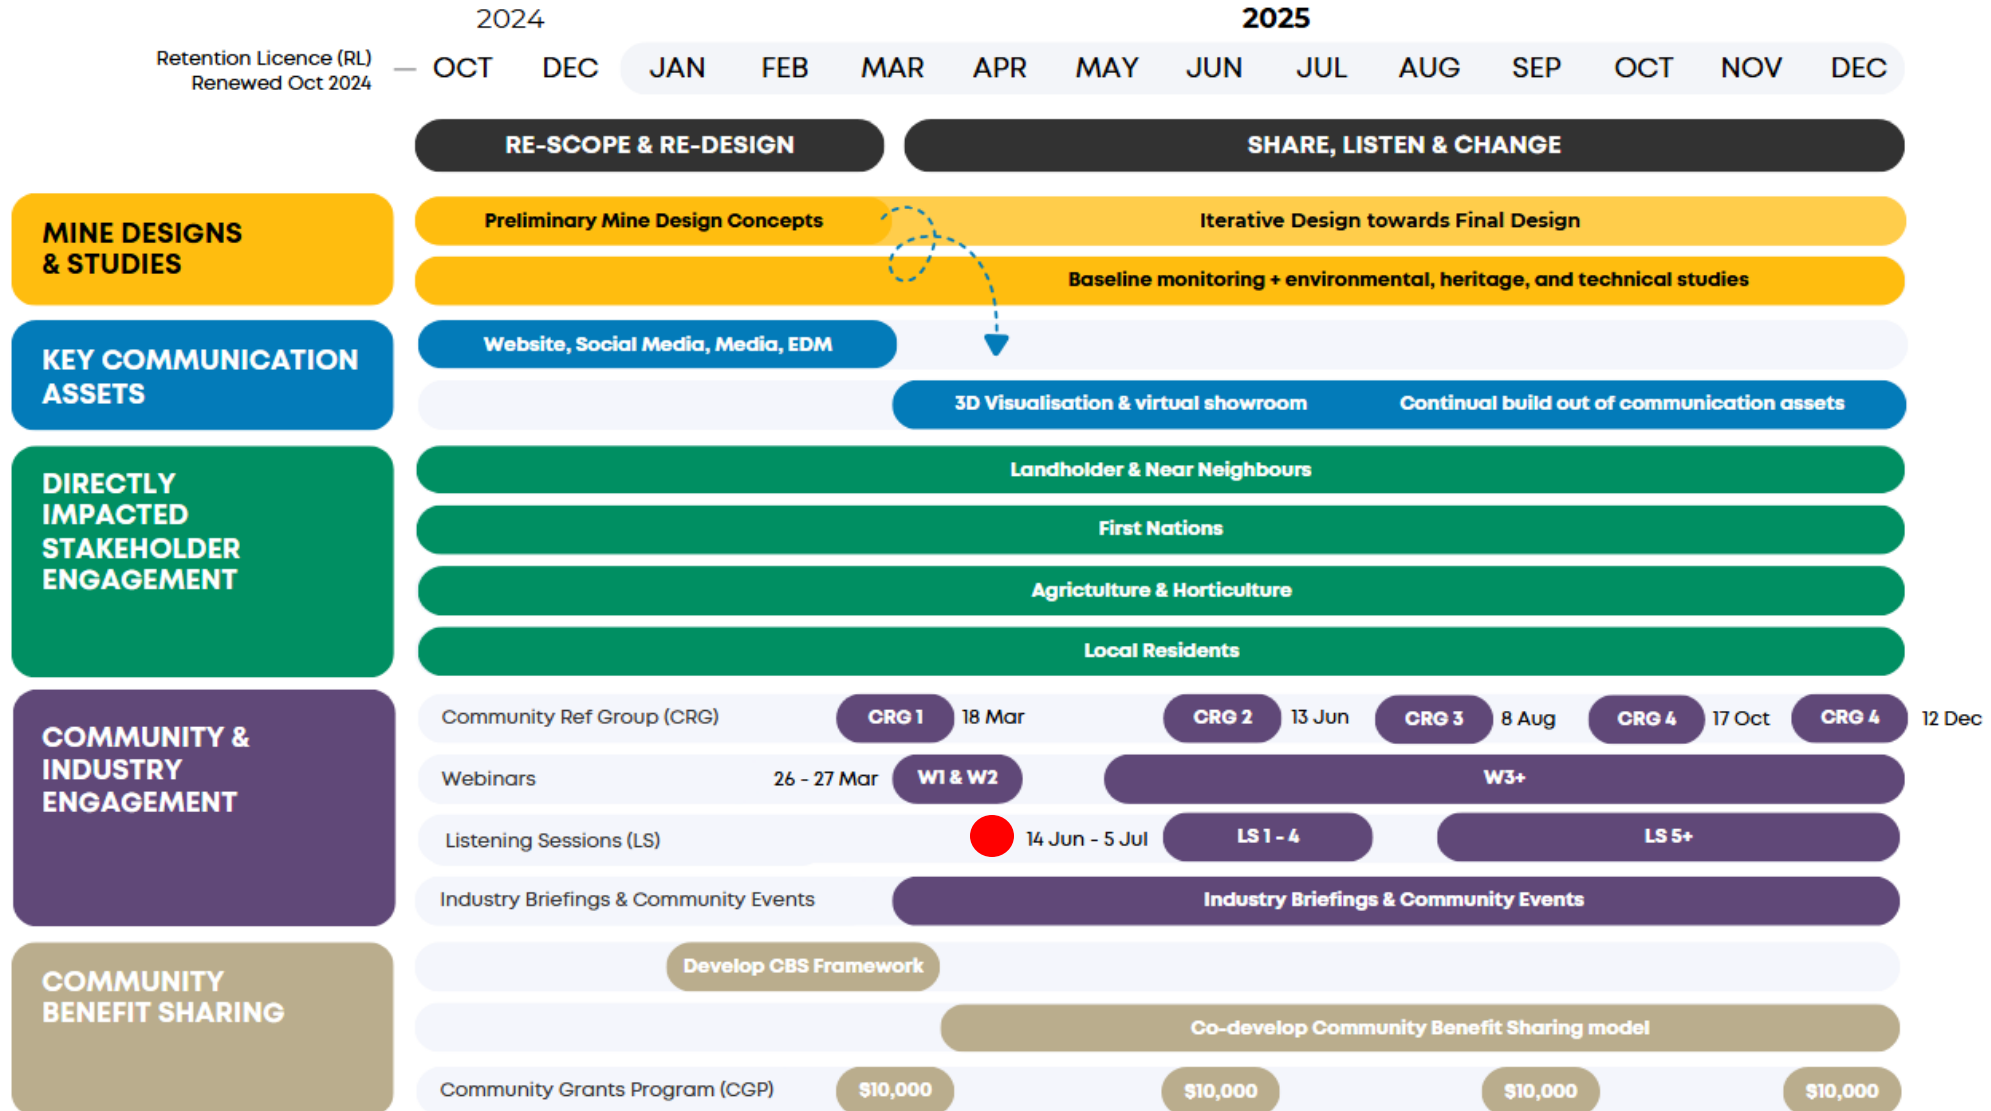 2024
2025
Retention Licence (RL)
Renewed Oct 2024
OCT DEC JAN FEB MAR APR MAY JUN JUL AUG SEP OCT NOV DEC
RE-SCOPE & RE-DESIGN
SHARE, LISTEN & CHANGE
MINE DESIGNS
& STUDIES
Preliminary Mine Design Concepts
Iterative Design towards Final Design
Baseline monitoring + environmental, heritage, and technical studies
KEY COMMUNICATION
ASSETS
Website, Social Media, Media, EDM
3D Visualisation & virtual showroom
Continual build out of communication assets
DIRECTLY
IMPACTED
STAKEHOLDER
ENGAGEMENT
Landholder & Near Neighbours
First Nations
Agrictulture & Horticulture
Local Residents
COMMUNITY &
INDUSTRY
ENGAGEMENT
Community Ref Group (CRG)
CRG 1 18 Mar
CRG 2 13 Jun
CRG 3 8 Aug
CRG 4 17 Oct
CRG 4 12 Dec
Webinars
26 - 27 Mar W1 & W2
W3+
Listening Sessions (LS)
14 Jun - 5 Jul LS 1 - 4
LS 5+
Industry Briefings & Community Events
Industry Briefings & Community Events
COMMUNITY
BENEFIT SHARING
Develop CBS Framework
Co-develop Community Benefit Sharing model
Community Grants Program (CGP)
$10,000
$10,000
$10,000
$10,000